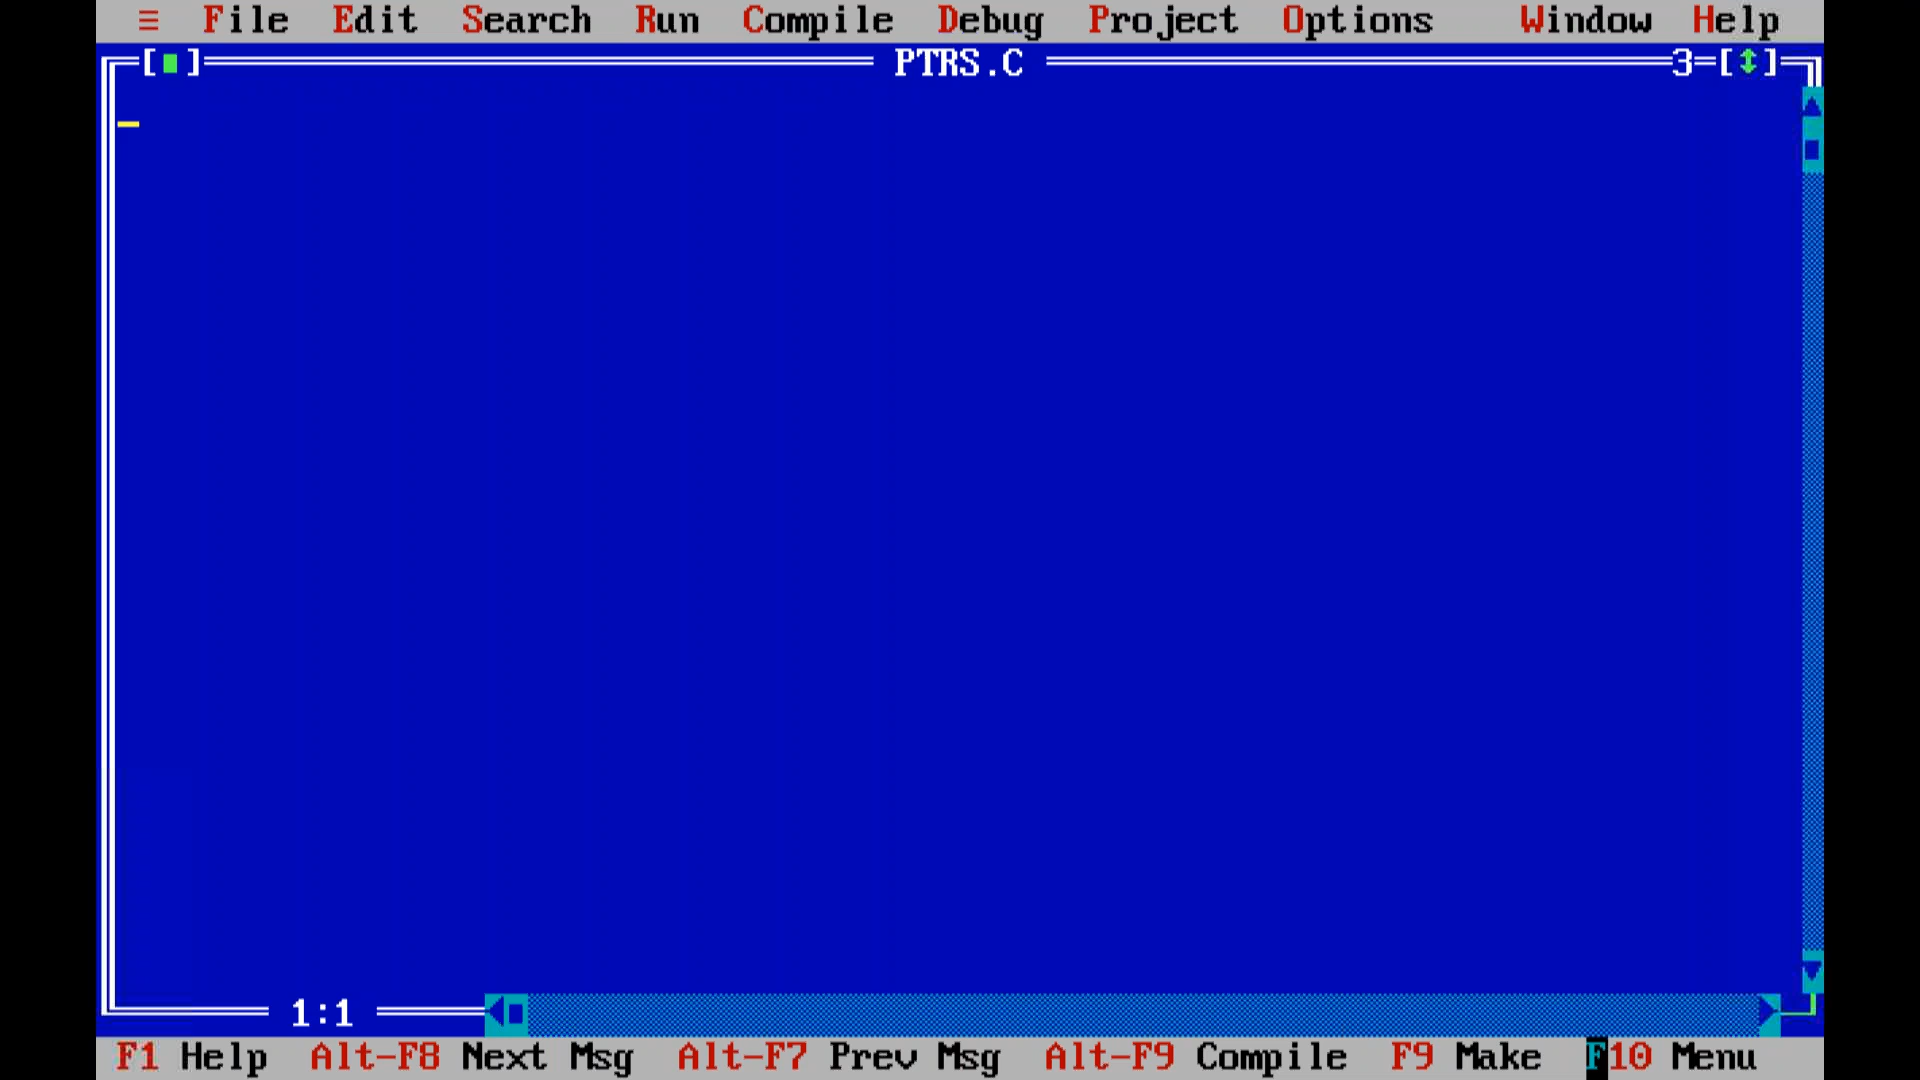 ≡ File Edit Search Run Compile Debug Project Options Window Help
[■] PTRS.C 3=[↕]
1:1
F1 Help Alt-F8 Next Msg Alt-F7 Prev Msg Alt-F9 Compile F9 Make F10 Menu